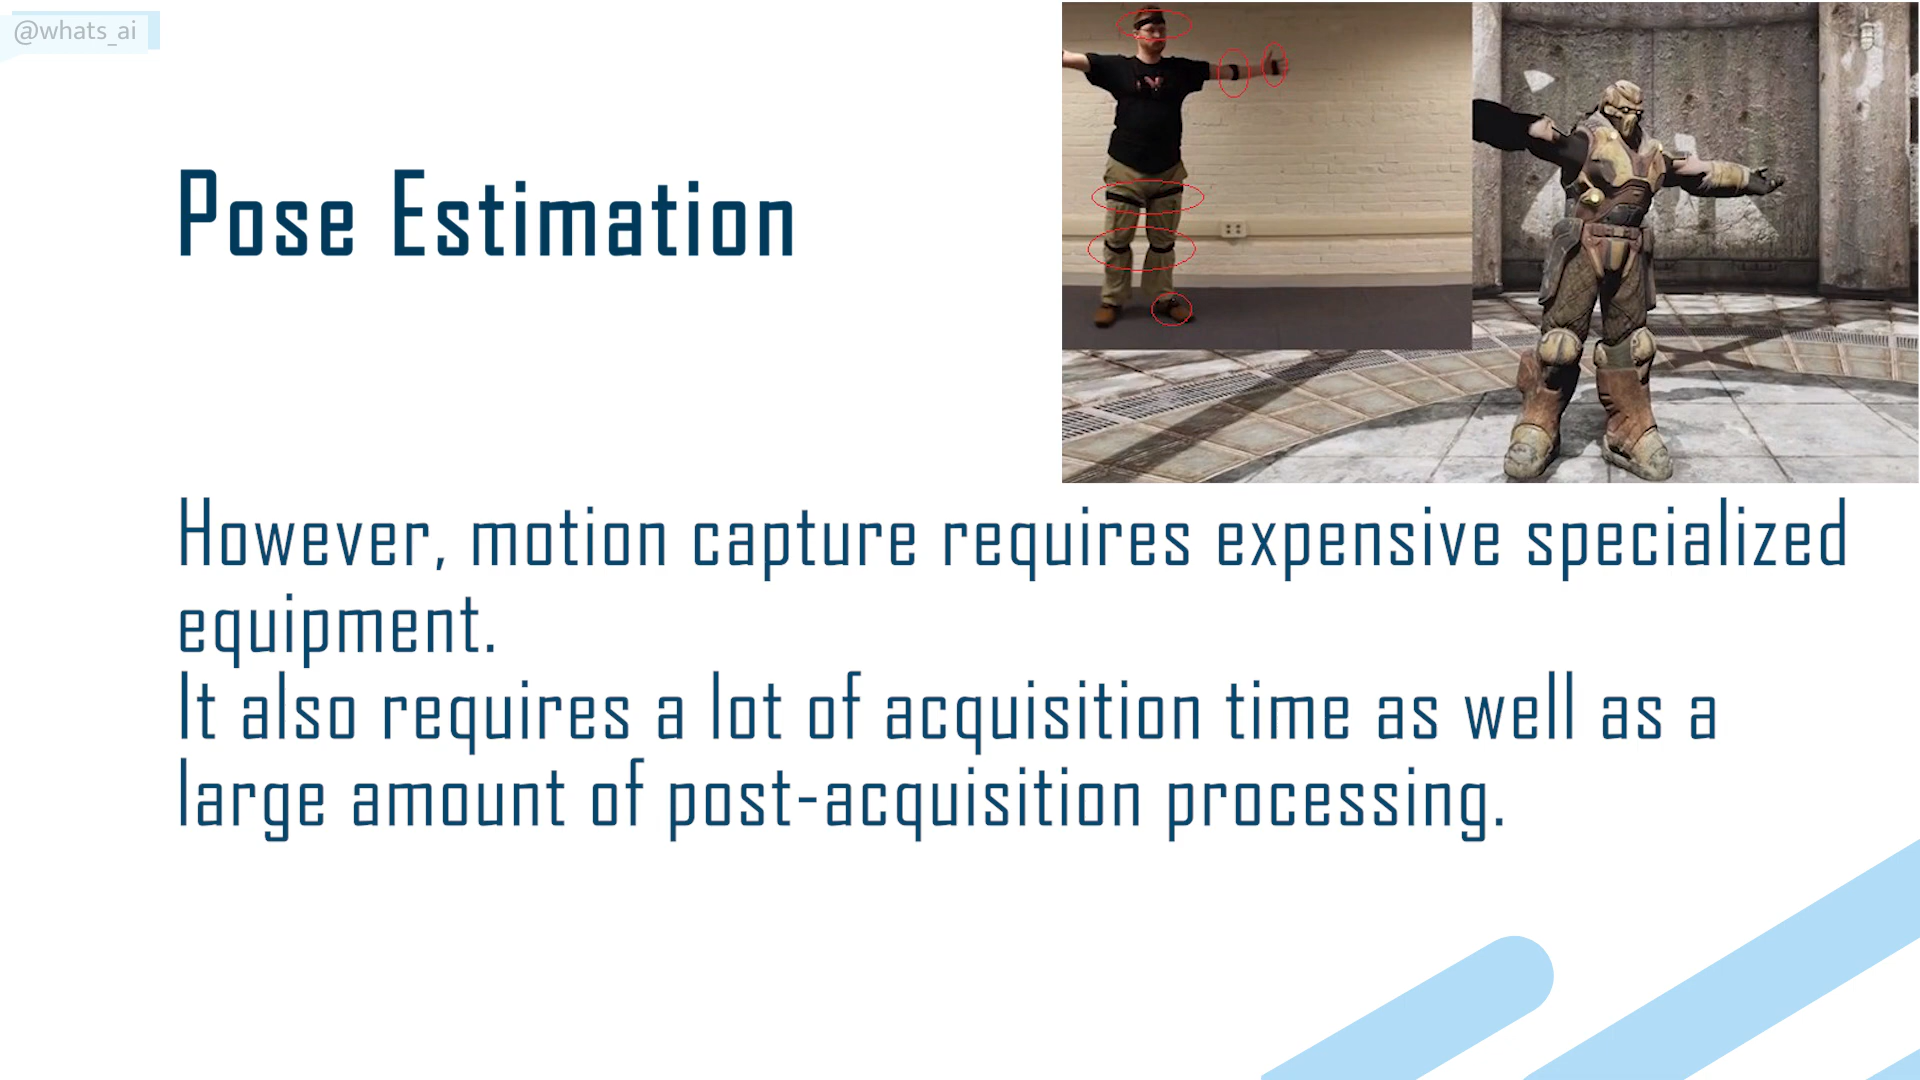 @whats_ai
Pose Estimation
However, motion capture requires expensive specialized
equipment.
It also requires a lot of acquisition time as well as a
large amount of post-acquisition processing.